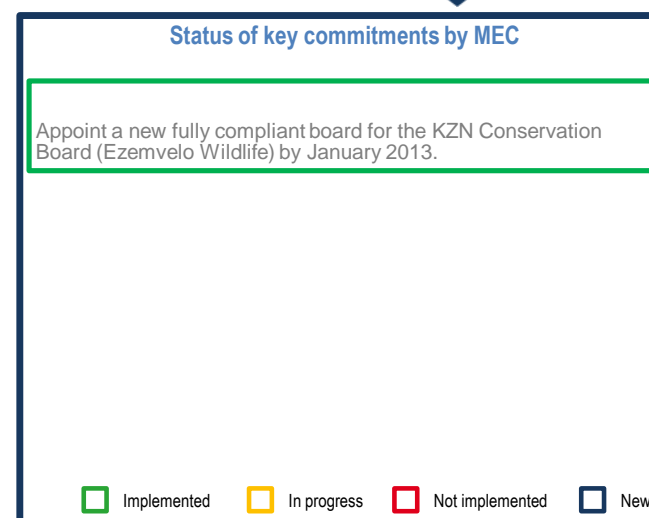 Status of key commitments by MEC
Appoint a new fully compliant board for the KZN Conservation
Board (Ezemvelo Wildlife) by January 2013.
Implemented In progress Not implemented New